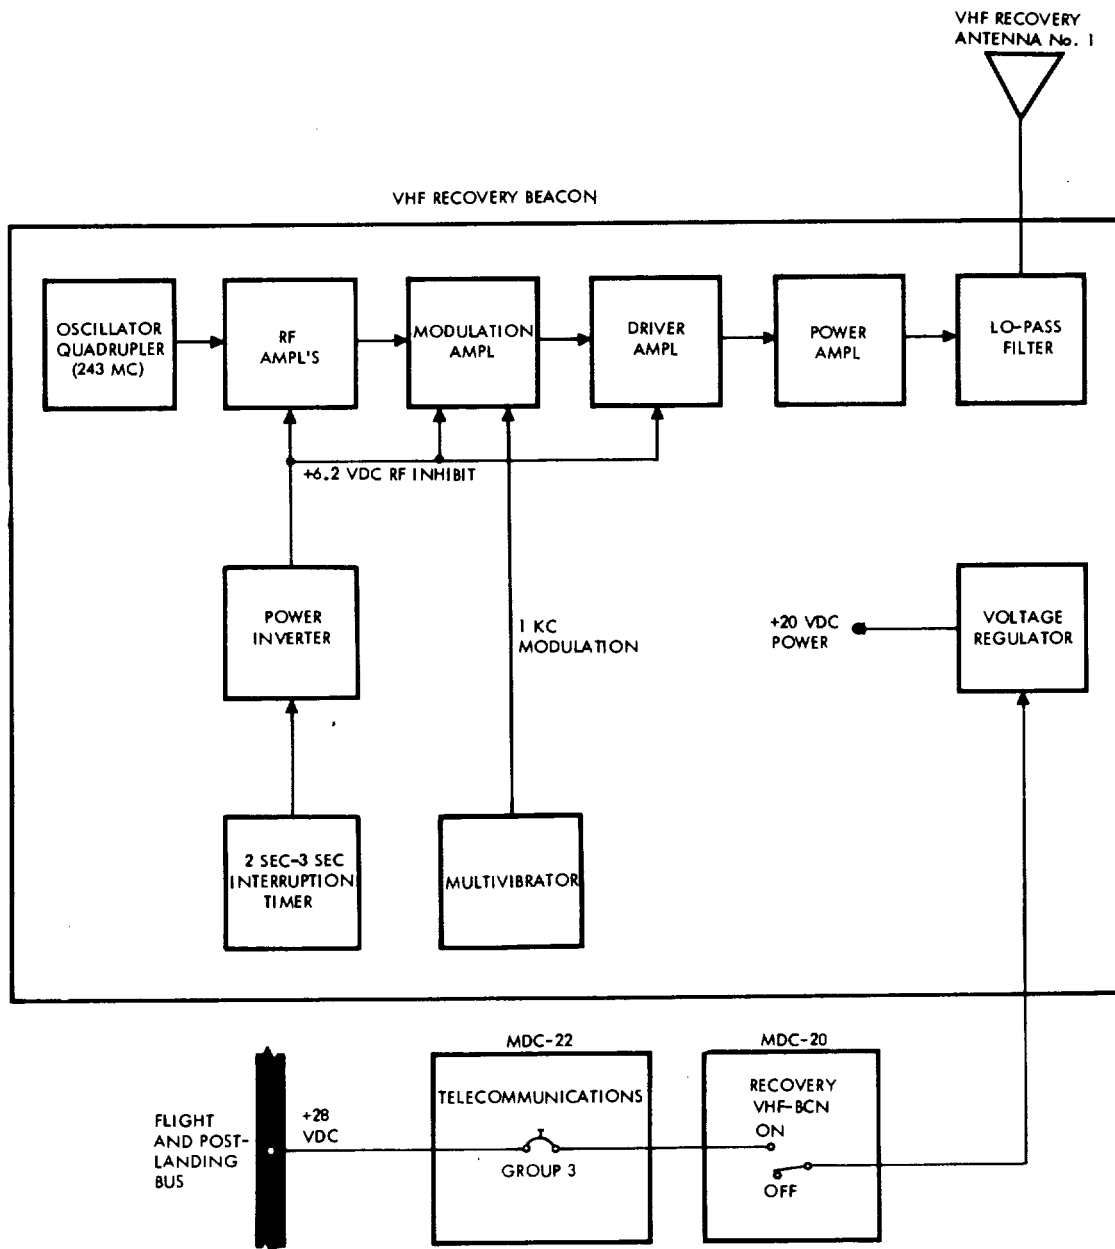 VHF RECOVERY
ANTENNA No. 1
VHF RECOVERY BEACON
OSCILLATOR
QUADRUPLER
(243 MC)
RF
AMPL'S
MODULATION
AMPL
DRIVER
AMPL
POWER
AMPL
LO-PASS
FILTER
+6.2 VDC RF INHIBIT
POWER
INVERTER
1 KC
MODULATION
+20 VDC
POWER
VOLTAGE
REGULATOR
2 SEC-3 SEC
INTERRUPTION
TIMER
MULTIVIBRATOR
MDC-22
MDC-20
TELECOMMUNICATIONS
GROUP 3
RECOVERY
VHF-BCN
ON
OFF
FLIGHT
AND POST-
LANDING
BUS
+28
VDC